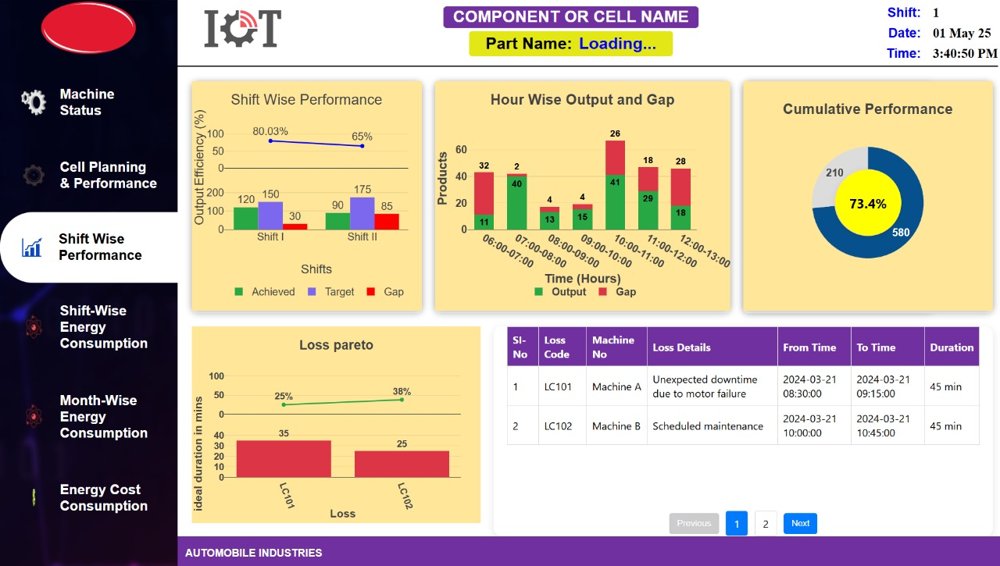 IOT
COMPONENT OR CELL NAME
Part Name: Loading...
Shift: 1
Date: 01 May 25
Time: 3:40:50 PM
Machine
Status
Cell Planning
& Performance
Shift Wise
Performance
Shift-Wise
Energy
Consumption
Month-Wise
Energy
Consumption
Energy Cost
Consumption
Shift Wise Performance
Output Efficiency (%)
100
50
0
80.03%
65%
200
100
0
120
150
30
90
175
85
Shift I
Shift II
Shifts
Achieved
Target
Gap
Hour Wise Output and Gap
Products
60
40
20
0
32
11
2
40
4
13
4
15
26
41
18
29
28
18
06:00-07:00
07:00-08:00
08:00-09:00
09:00-10:00
10:00-11:00
11:00-12:00
12:00-13:00
Time (Hours)
Output
Gap
Cumulative Performance
210
73.4%
580
Loss pareto
ideal duration in mins
100
50
0
25%
38%
40
30
20
10
0
35
25
LC101
LC102
Loss
Sl-
No
Loss
Code
Machine
No
Loss Details
From Time
To Time
Duration
1
LC101
Machine A
Unexpected downtime
due to motor failure
2024-03-21
08:30:00
2024-03-21
09:15:00
45 min
2
LC102
Machine B
Scheduled maintenance
2024-03-21
10:00:00
2024-03-21
10:45:00
45 min
Previous
1
2
Next
AUTOMOBILE INDUSTRIES